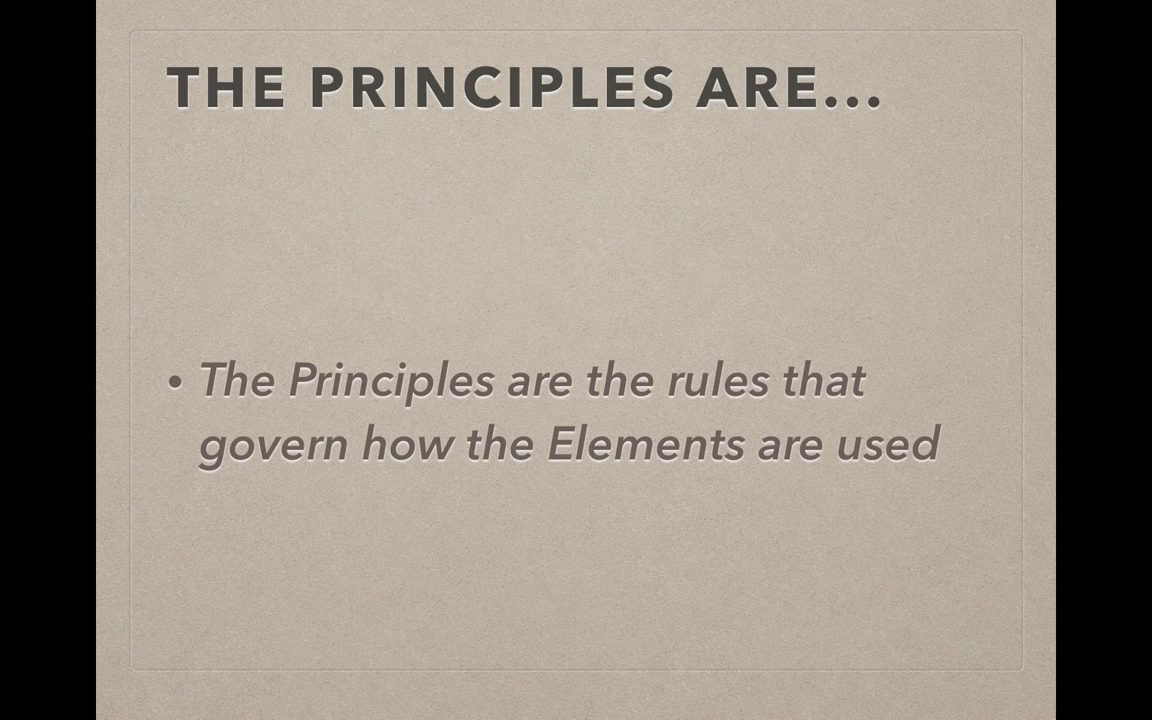 THE PRINCIPLES ARE...
• The Principles are the rules that
govern how the Elements are used